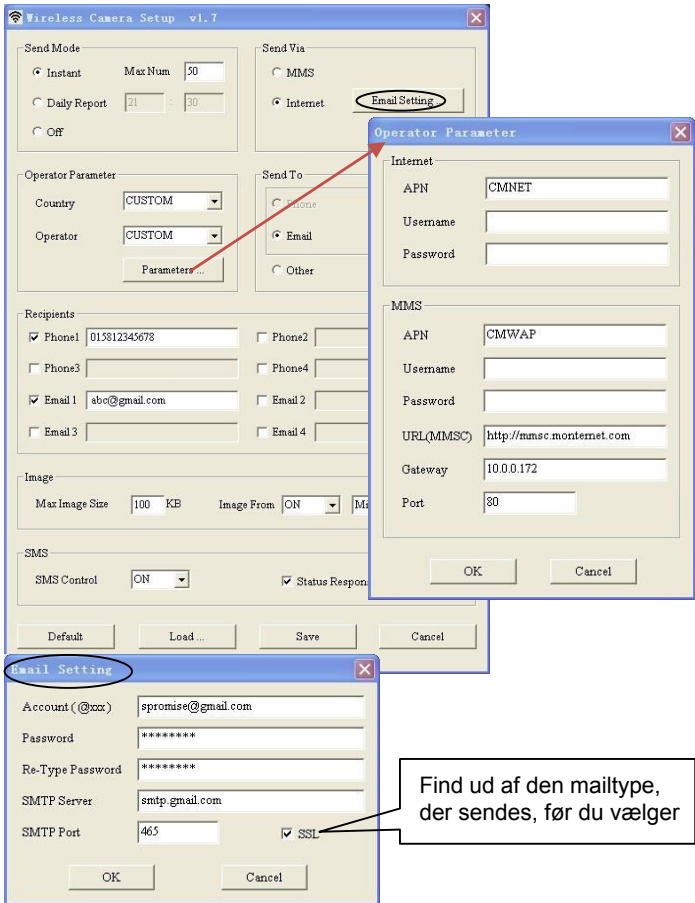 Wireless Camera Setup v1.7
Send Mode
Instant Max Num 50
Daily Report 21 : 30
Off
Send Via
MMS
Internet Email Setting ...
Operator Parameter
Country CUSTOM
Operator CUSTOM
Parameters ...
Send To
Phone
Email
Other
Recipients
Phone1 015812345678 Phone2
Phone3 Phone4
Email 1 abc@gmail.com Email 2
Email 3 Email 4
Image
Max Image Size 100 KB Image From ON
SMS
SMS Control ON Status Respon
Default Load ... Save Cancel
Operator Parameter
Internet
APN CMNET
Username
Password
MMS
APN CMWAP
Username
Password
URL(MMSC) http://mmsc.monternet.com
Gateway 10.0.0.172
Port 80
OK Cancel
Email Setting
Account (@xxx) spromise@gmail.com
Password ********
Re-Type Password ********
SMTP Server smtp.gmail.com
SMTP Port 465 SSL
OK Cancel
Find ud af den mailtype,
der sendes, før du vælger